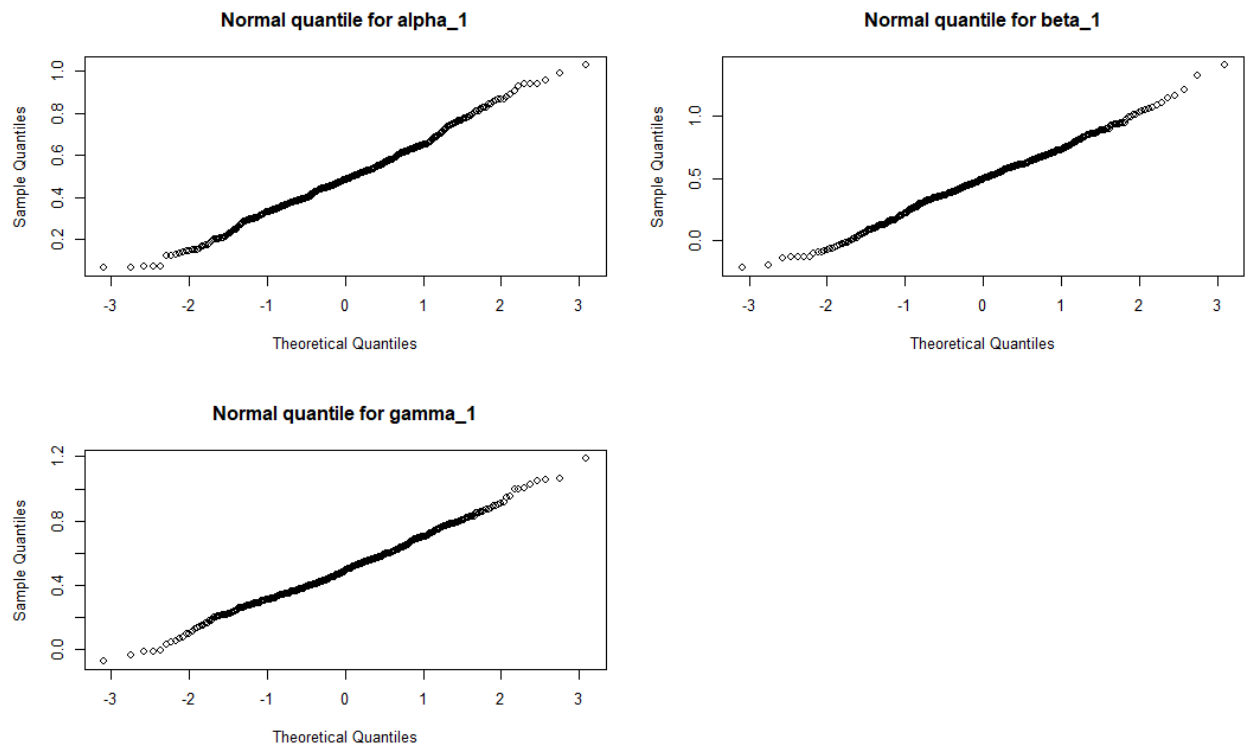 Normal quantile for alpha_1
Sample Quantiles
0.2 0.4 0.6 0.8 1.0
-3 -2 -1 0 1 2 3
Theoretical Quantiles
Normal quantile for beta_1
Sample Quantiles
0.0 0.5 1.0
-3 -2 -1 0 1 2 3
Theoretical Quantiles
Normal quantile for gamma_1
Sample Quantiles
0.0 0.4 0.8 1.2
-3 -2 -1 0 1 2 3
Theoretical Quantiles